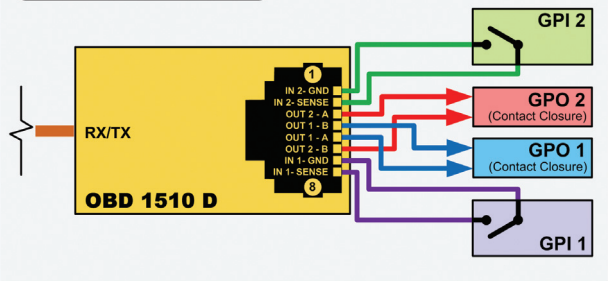 GPI 2
1
IN 2- GND
IN 2- SENSE
OUT 2 - A
OUT 1 - B
OUT 1 - A
OUT 2 - B
IN 1- GND
IN 1- SENSE
8
RX/TX
OBD 1510 D
GPO 2
(Contact Closure)
GPO 1
(Contact Closure)
GPI 1